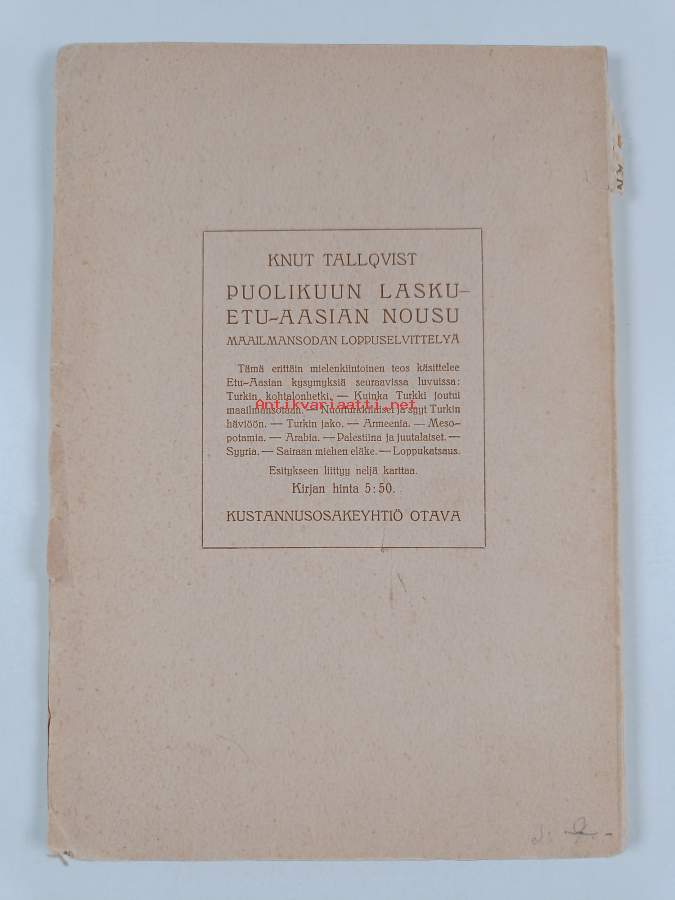 KNUT TALLQVIST
PUOLIKUUN LASKU-
ETU-AASIAN NOUSU
MAAILMANSODAN LOPPUSELVITTELYÄ
Tämä erittäin mielenkiintoinen teos käsittelee
Etu-Aasian kysymyksiä seuraavissa luvuissa:
Turkin kohtalonhetki. — Kuinka Turkki joutui
Antikvariaatti.net
maailmansotaan. — Nuorturkkilaiset ja syyt Turkin
häviöön. — Turkin jako. — Armeenia. — Meso-
potamia. — Arabia. — Palestiina ja juutalaiset. —
Syyria. — Sairaan miehen eläke. — Loppukatsaus.
Esitykseen liittyy neljä karttaa.
Kirjan hinta 5:50.
KUSTANNUSOSAKEYHTIÖ OTAVA